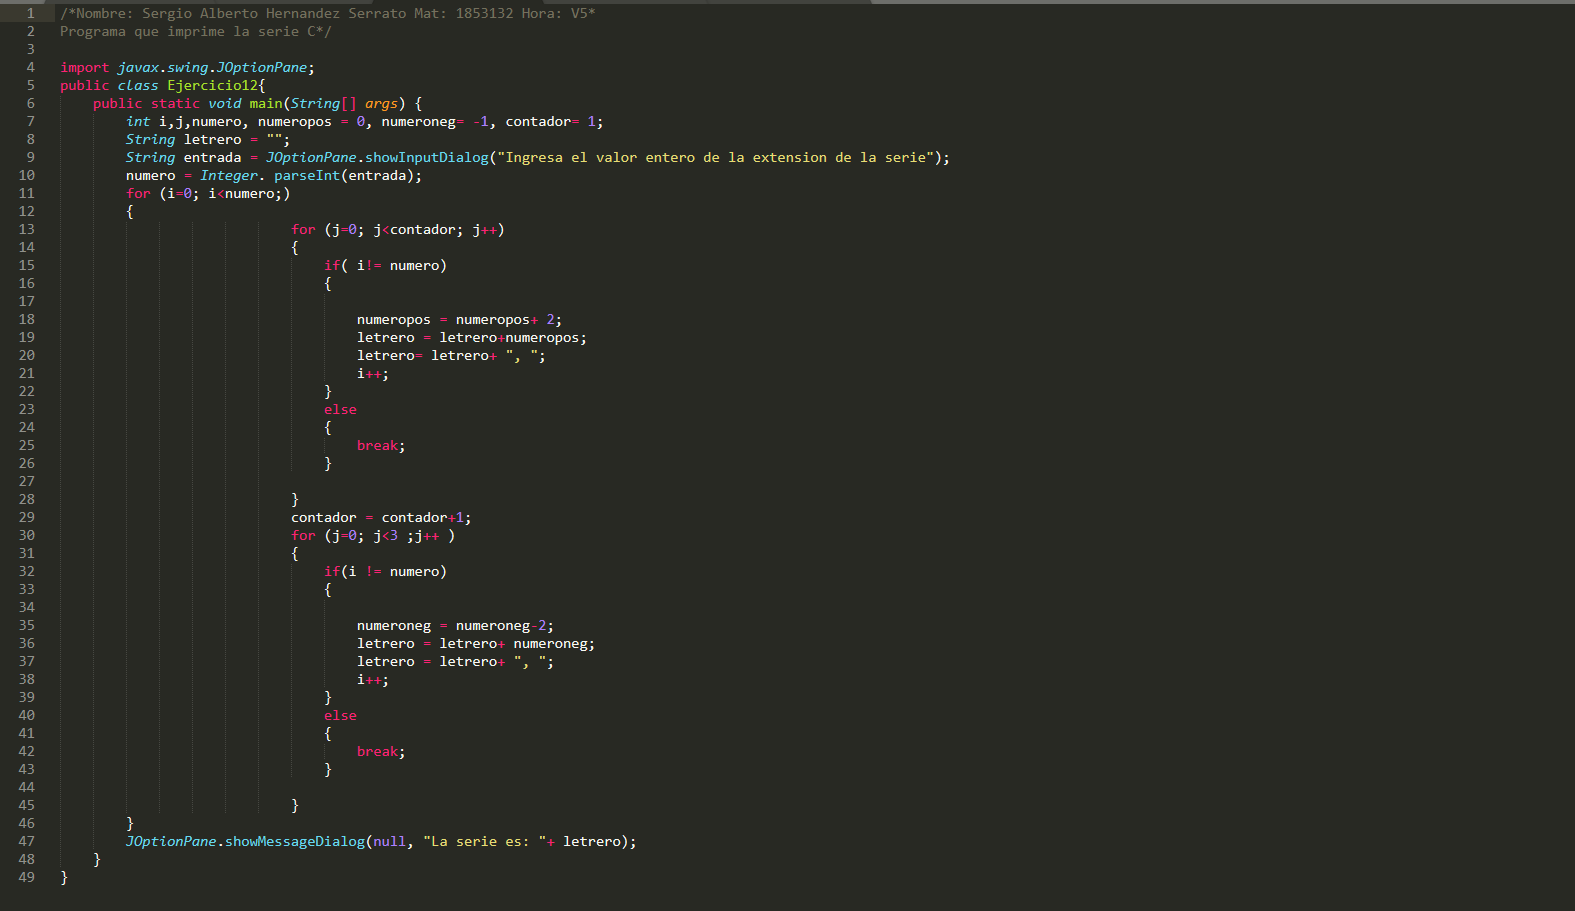 1 /*Nombre: Sergio Alberto Hernandez Serrato Mat: 1853132 Hora: V5*
2 Programa que imprime la serie C*/
3
4 import javax.swing.JOptionPane;
5 public class Ejercicio12{
6 public static void main(String[] args) {
7 int i,j,numero, numeropos = 0, numeroneg= -1, contador= 1;
8 String letrero = "";
9 String entrada = JOptionPane.showInputDialog("Ingresa el valor entero de la extension de la serie");
10 numero = Integer. parseInt(entrada);
11 for (i=0; i<numero;)
12 {
13 for (j=0; j<contador; j++)
14 {
15 if( i!= numero)
16 {
17
18 numeropos = numeropos+ 2;
19 letrero = letrero+numeropos;
20 letrero= letrero+ ", ";
21 i++;
22 }
23 else
24 {
25 break;
26 }
27
28 }
29 contador = contador+1;
30 for (j=0; j<3 ;j++ )
31 {
32 if(i != numero)
33 {
34
35 numeroneg = numeroneg-2;
36 letrero = letrero+ numeroneg;
37 letrero = letrero+ ", ";
38 i++;
39 }
40 else
41 {
42 break;
43 }
44
45 }
46 }
47 JOptionPane.showMessageDialog(null, "La serie es: "+ letrero);
48 }
49 }